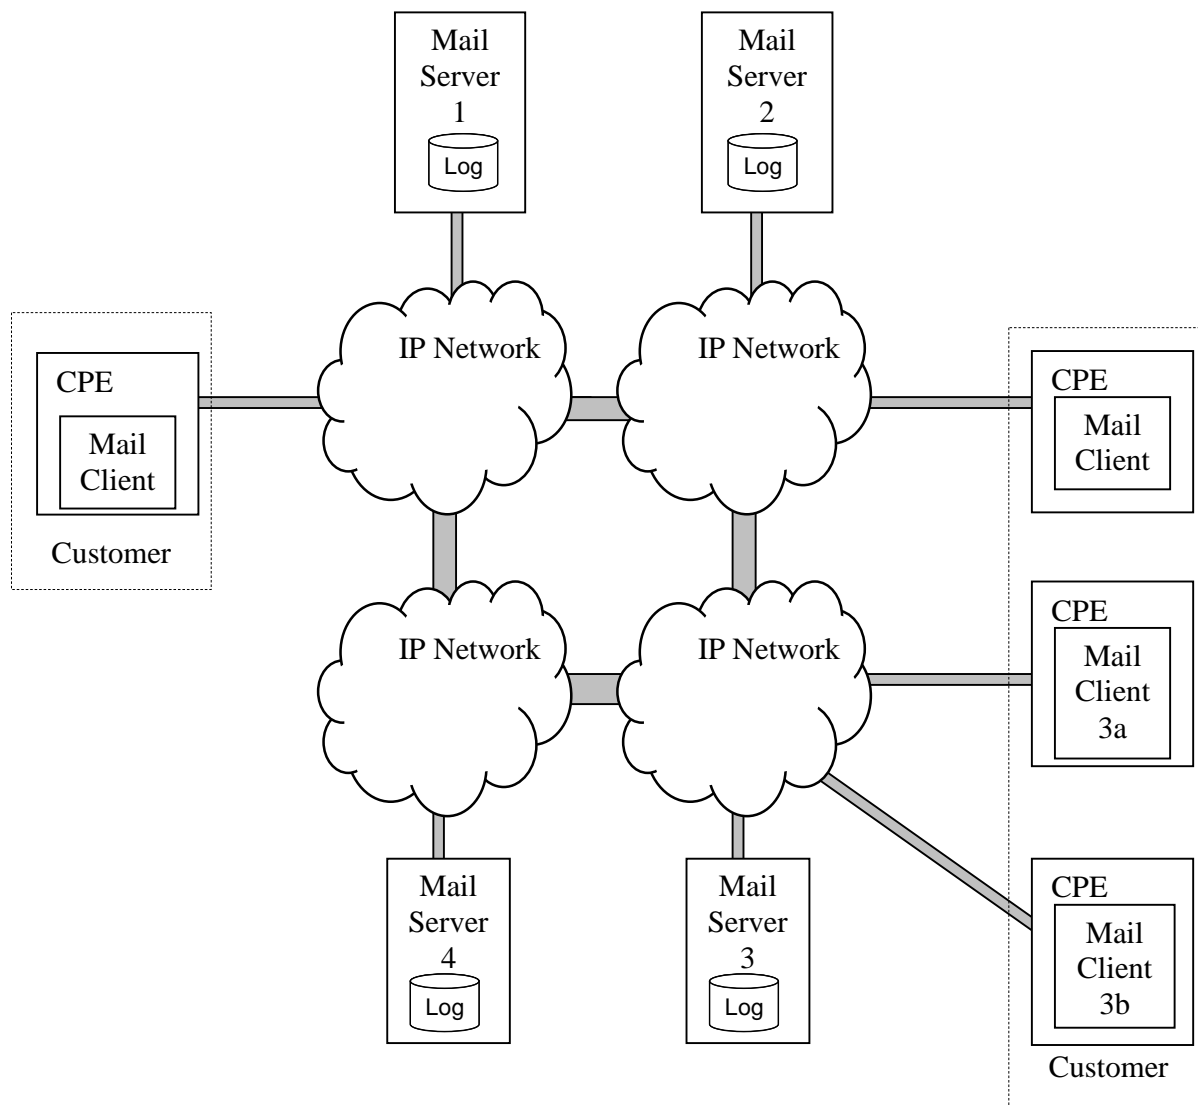 Mail
Server
1
Log
Mail
Server
2
Log
IP Network
IP Network
CPE
Mail
Client
Customer
CPE
Mail
Client
IP Network
IP Network
CPE
Mail
Client
3a
Mail
Server
4
Log
Mail
Server
3
Log
CPE
Mail
Client
3b
Customer